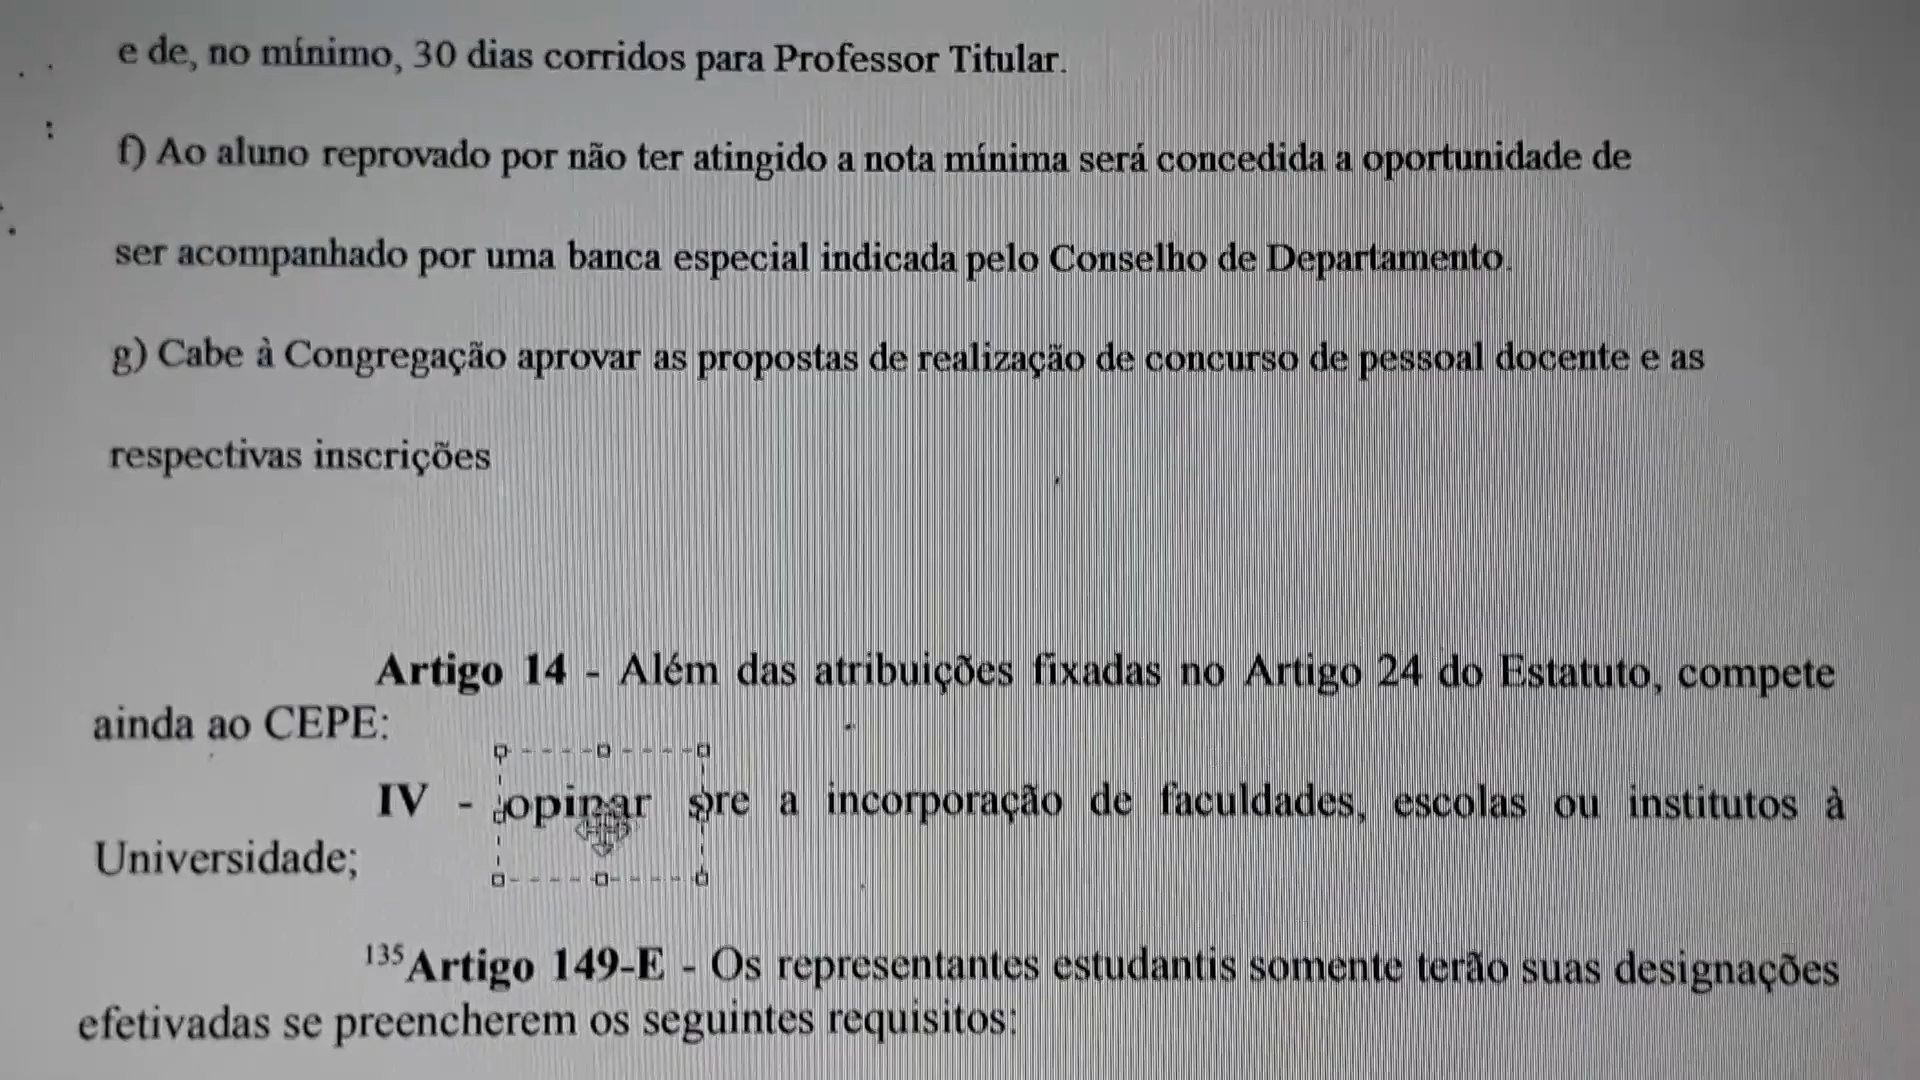 e de, no mínimo, 30 dias corridos para Professor Titular.
f) Ao aluno reprovado por não ter atingido a nota mínima será concedida a oportunidade de
ser acompanhado por uma banca especial indicada pelo Conselho de Departamento.
g) Cabe à Congregação aprovar as propostas de realização de concurso de pessoal docente e as
respectivas inscrições
Artigo 14 - Além das atribuições fixadas no Artigo 24 do Estatuto, compete
ainda ao CEPE:
IV - opinar a incorporação de faculdades, escolas ou institutos à
Universidade;
135 Artigo 149-E - Os representantes estudantis somente terão suas designações
efetivadas se preencherem os seguintes requisitos: